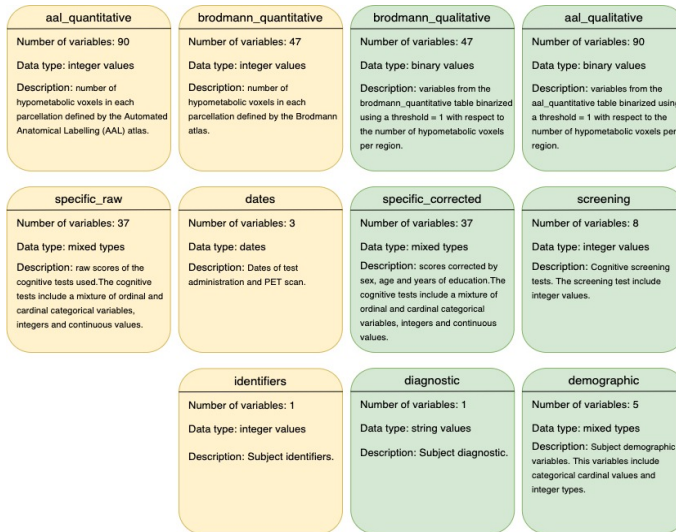 aal_quantitative
Number of variables: 90
Data type: integer values
Description: number of
hypometabolic voxels in each
parcellation defined by the Automated
Anatomical Labelling (AAL) atlas.
brodmann_quantitative
Number of variables: 47
Data type: integer values
Description: number of
hypometabolic voxels in each
parcellation defined by the Brodmann
atlas.
brodmann_qualitative
Number of variables: 47
Data type: binary values
Description: variables from the
brodmann_quantitative table binarized
using a threshold = 1 with respect to
the number of hypometabolic voxels
per region.
aal_qualitative
Number of variables: 90
Data type: binary values
Description: variables from the
aal_quantitative table binarized using
a threshold = 1 with respect to the
number of hypometabolic voxels per
region.
specific_raw
Number of variables: 37
Data type: mixed types
Description: raw scores of the
cognitive tests used.The cognitive
tests include a mixture of ordinal and
cardinal categorical variables,
integers and continuous values.
dates
Number of variables: 3
Data type: dates
Description: Dates of test
administration and PET scan.
specific_corrected
Number of variables: 37
Data type: mixed types
Description: scores corrected by
sex, age and years of education.The
cognitive tests include a mixture of
ordinal and cardinal categorical
variables, integers and continuous
values.
screening
Number of variables: 8
Data type: integer values
Description: Cognitive screening
tests. The screening test include
integer values.
identifiers
Number of variables: 1
Data type: integer values
Description: Subject identifiers.
diagnostic
Number of variables: 1
Data type: string values
Description: Subject diagnostic.
demographic
Number of variables: 5
Data type: mixed types
Description: Subject demographic
variables. This variables include
categorical cardinal values and
integer types.